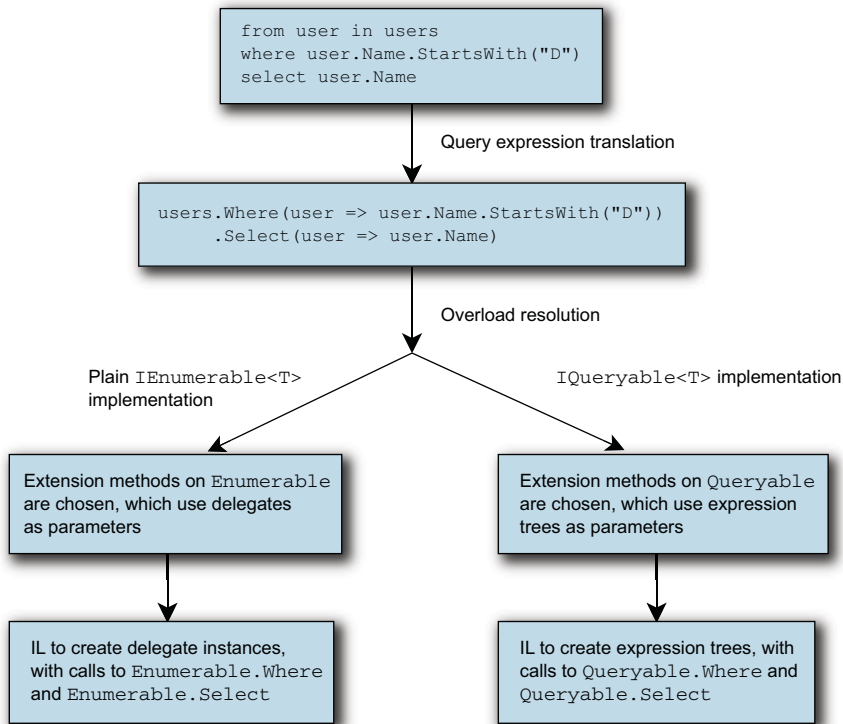 from user in users
where user.Name.StartsWith("D")
select user.Name
Query expression translation
users.Where(user => user.Name.StartsWith("D"))
.Select(user => user.Name)
Overload resolution
Plain IEnumerable<T>
implementation
IQueryable<T> implementation
Extension methods on Enumerable
are chosen, which use delegates
as parameters
Extension methods on Queryable
are chosen, which use expression
trees as parameters
IL to create delegate instances,
with calls to Enumerable.Where
and Enumerable.Select
IL to create expression trees, with
calls to Queryable.Where and
Queryable.Select